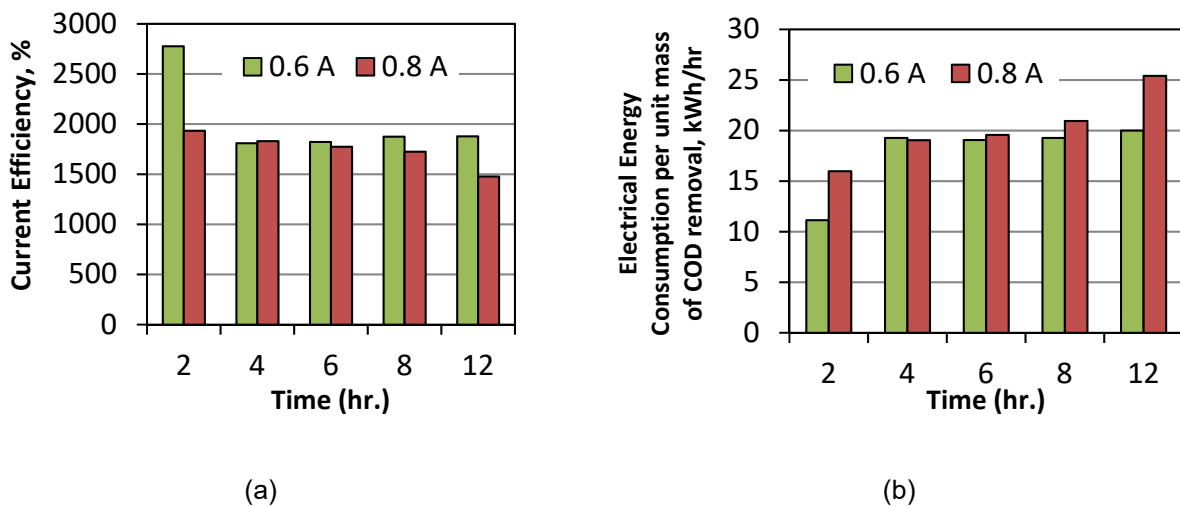 Current Efficiency, %
3000
2500
2000
1500
1000
500
0
0.6 A 0.8 A
2 4 6 8 12
Time (hr.)
(a)
Electrical Energy
Consumption per unit mass
of COD removal, kWh/hr
30
25
20
15
10
5
0
0.6 A 0.8 A
2 4 6 8 12
Time (hr.)
(b)